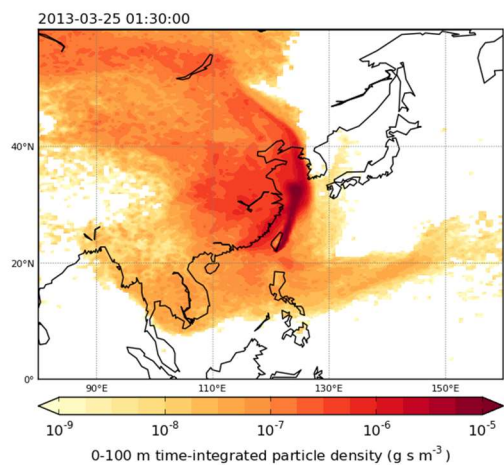 2013-03-25 01:30:00
40°N
20°N
0°
90°E 110°E 130°E 150°E
10⁻⁹ 10⁻⁸ 10⁻⁷ 10⁻⁶ 10⁻⁵
0-100 m time-integrated particle density (g s m⁻³)